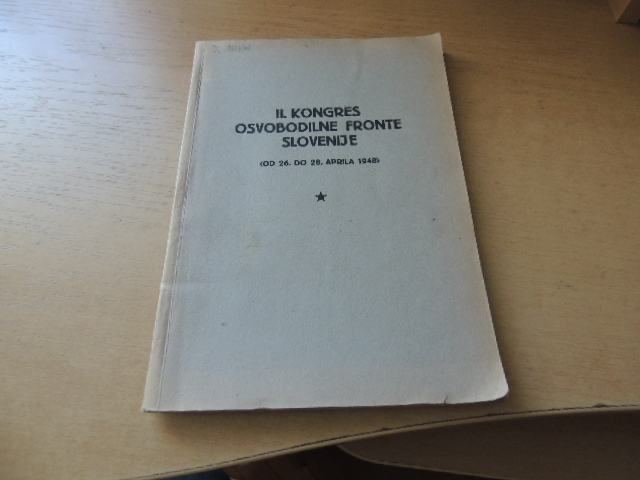 II. KONGRES
OSVOBODILNE FRONTE
SLOVENIJE
(OD 26. DO 28. APRILA 1948)